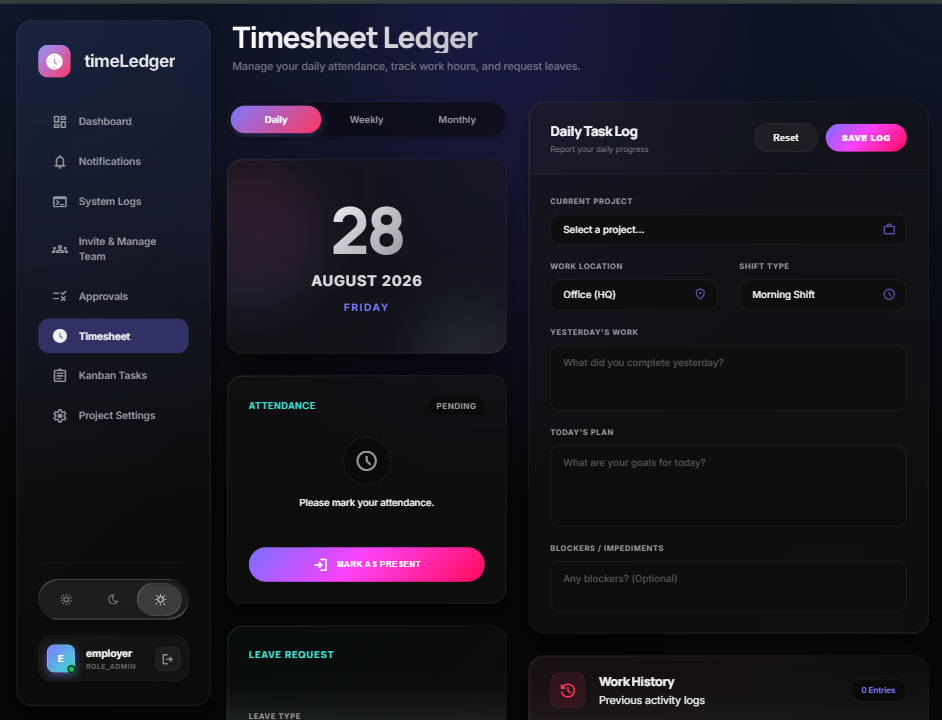 timeLedger
Dashboard
Notifications
System Logs
Invite & Manage
Team
Approvals
Timesheet
Kanban Tasks
Project Settings
E
employer
ROLE_ADMIN
Timesheet Ledger
Manage your daily attendance, track work hours, and request leaves.
Daily Weekly Monthly
28
AUGUST 2026
FRIDAY
ATTENDANCE PENDING
Please mark your attendance.
MARK AS PRESENT
LEAVE REQUEST
LEAVE TYPE
Daily Task Log
Report your daily progress
Reset SAVE LOG
CURRENT PROJECT
Select a project...
WORK LOCATION SHIFT TYPE
Office (HQ) Morning Shift
YESTERDAY'S WORK
What did you complete yesterday?
TODAY'S PLAN
What are your goals for today?
BLOCKERS / IMPEDIMENTS
Any blockers? (Optional)
Work History
Previous activity logs
0 Entries